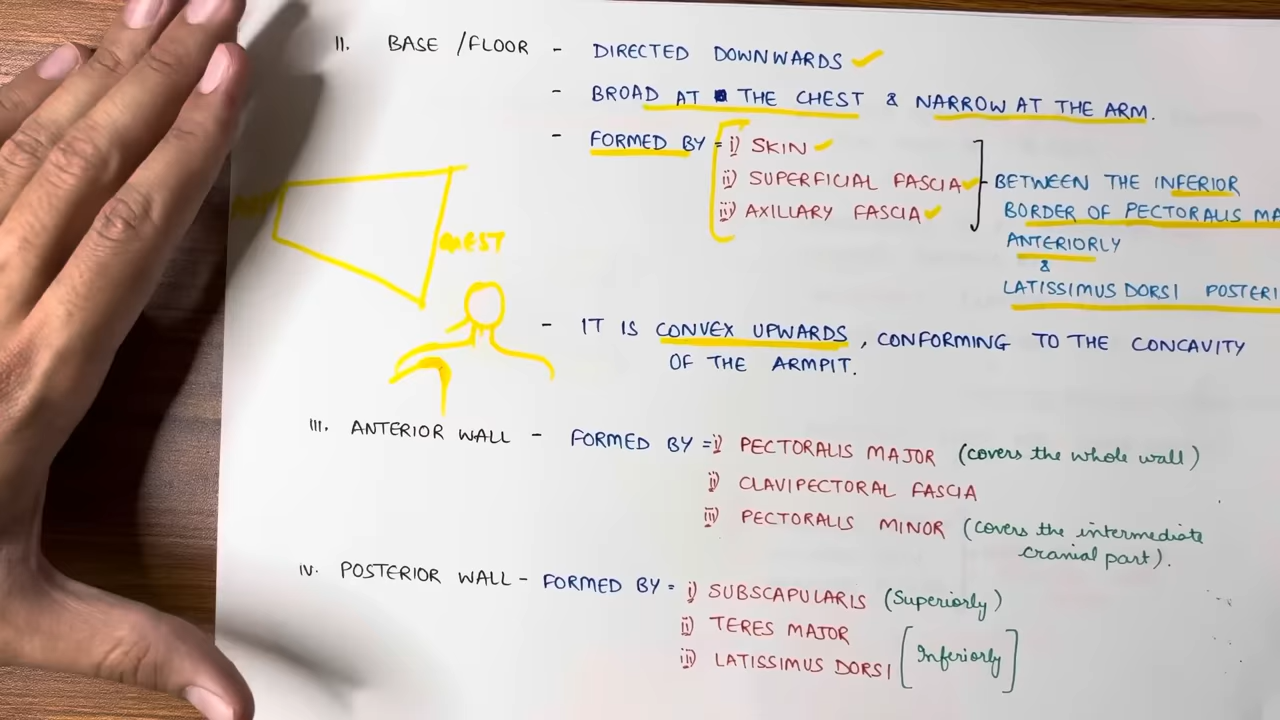 II. BASE /FLOOR - DIRECTED DOWNWARDS
- BROAD AT THE CHEST & NARROW AT THE ARM.
- FORMED BY = i) SKIN
ii) SUPERFICIAL FASCIA
iii) AXILLARY FASCIA
BETWEEN THE INFERIOR
BORDER OF PECTORALIS MA
ANTERIORLY
&
LATISSIMUS DORSI POSTERI
- IT IS CONVEX UPWARDS, CONFORMING TO THE CONCAVITY
OF THE ARMPIT.
CHEST
III. ANTERIOR WALL - FORMED BY = i) PECTORALIS MAJOR (covers the whole wall)
ii) CLAVIPECTORAL FASCIA
iii) PECTORALIS MINOR (covers the intermediate
cranial part).
IV. POSTERIOR WALL - FORMED BY = i) SUBSCAPULARIS (Superiorly)
ii) TERES MAJOR
iii) LATISSIMUS DORSI [Inferiorly]